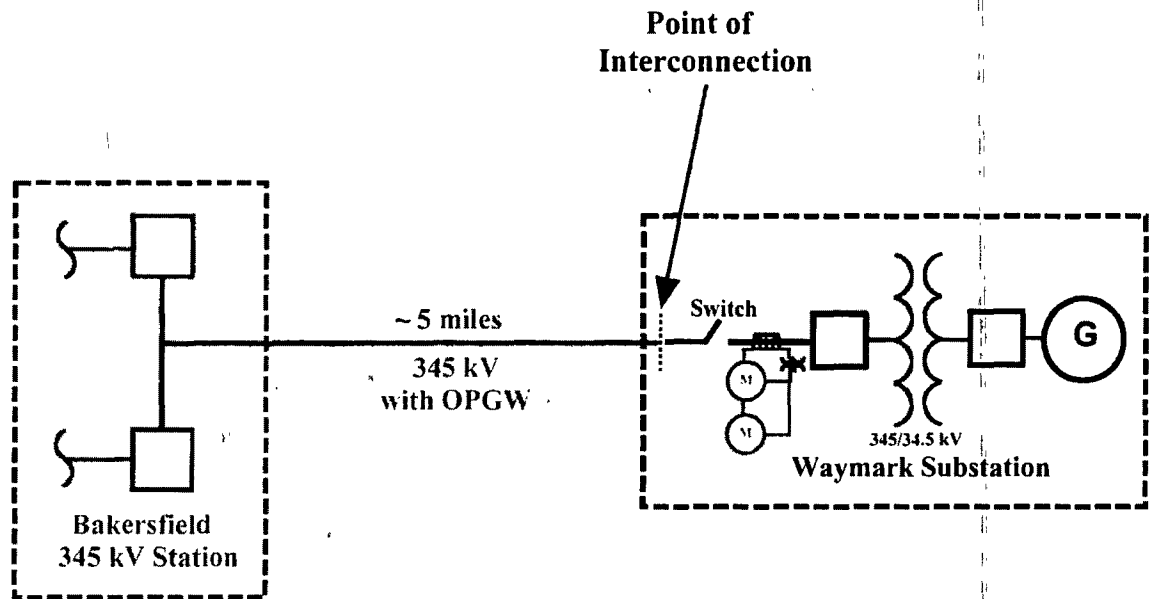 Point of
Interconnection
~ 5 miles
345 kV
with OPGW
Switch
M
M
G
345/34.5 kV
Waymark Substation
Bakersfield
345 kV Station